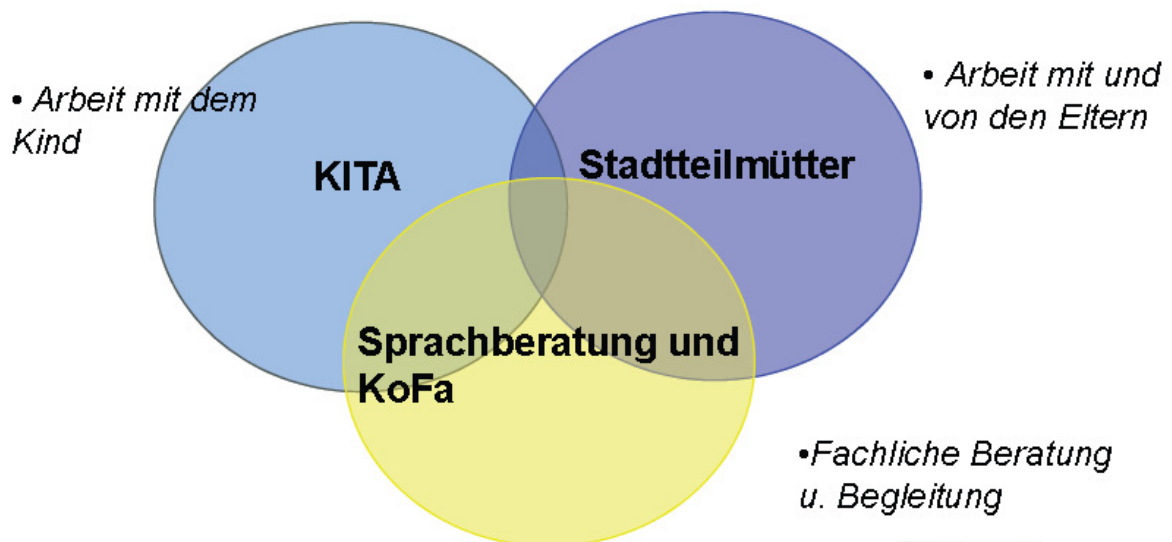 • Arbeit mit dem
Kind
KITA
Stadtteilmütter
• Arbeit mit und
von den Eltern
Sprachberatung und
KoFa
•Fachliche Beratung
u. Begleitung